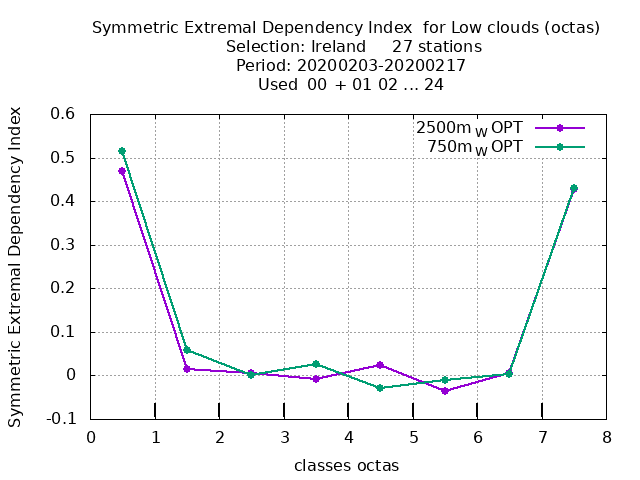 Symmetric Extremal Dependency Index for Low clouds (octas)
Selection: Ireland 27 stations
Period: 20200203-20200217
Used 00 + 01 02 ... 24
Symmetric Extremal Dependency Index
0.6
0.5
0.4
0.3
0.2
0.1
0
-0.1
2500m W OPT
750m W OPT
0 1 2 3 4 5 6 7 8
classes octas